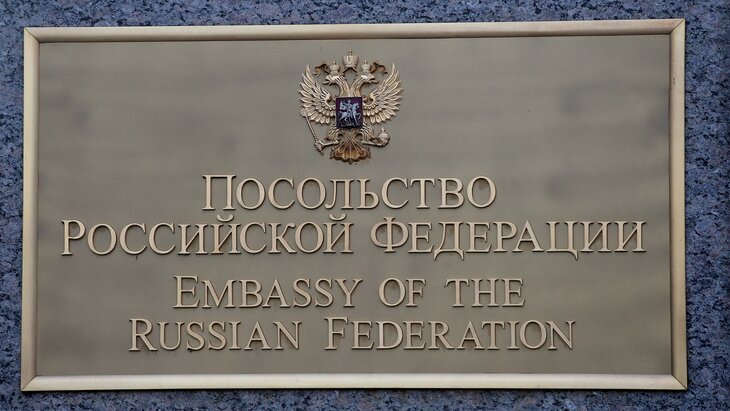 Посольство
Российской Федерации
Embassy of the
Russian Federation